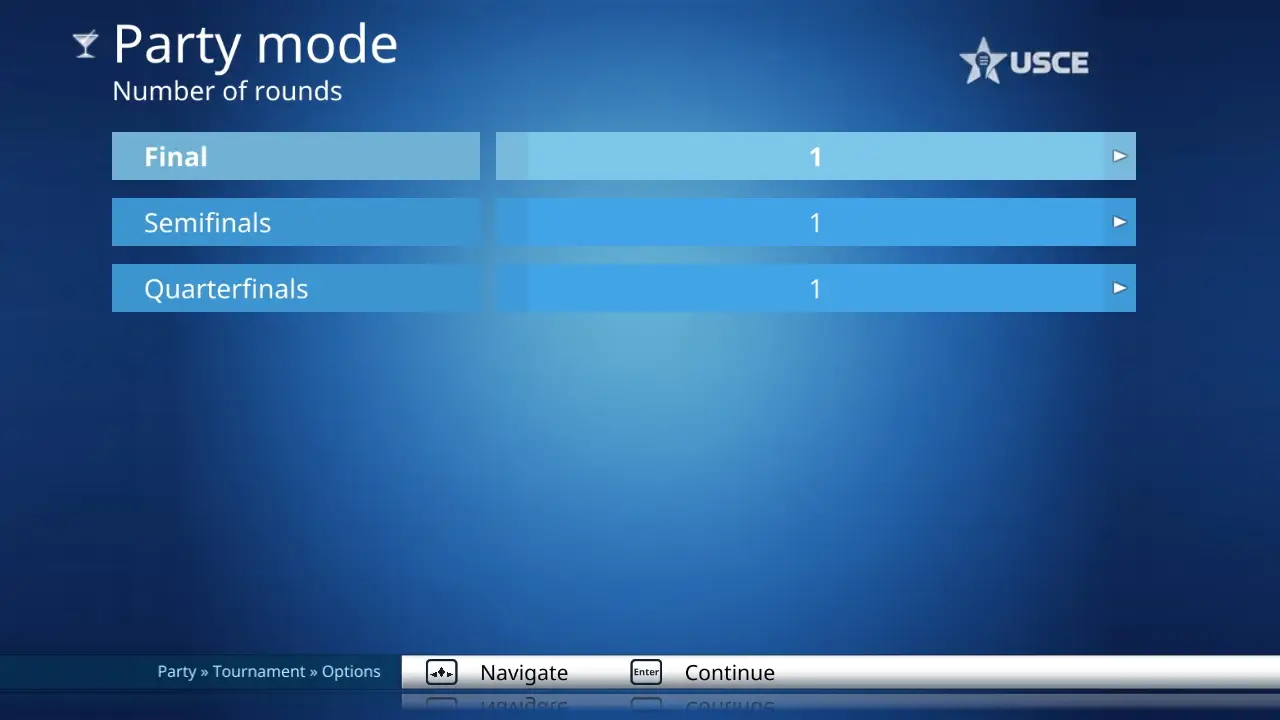 Party mode
USCE
Number of rounds
Final 1
Semifinals 1
Quarterfinals 1
Party » Tournament » Options
Navigate
Enter
Continue